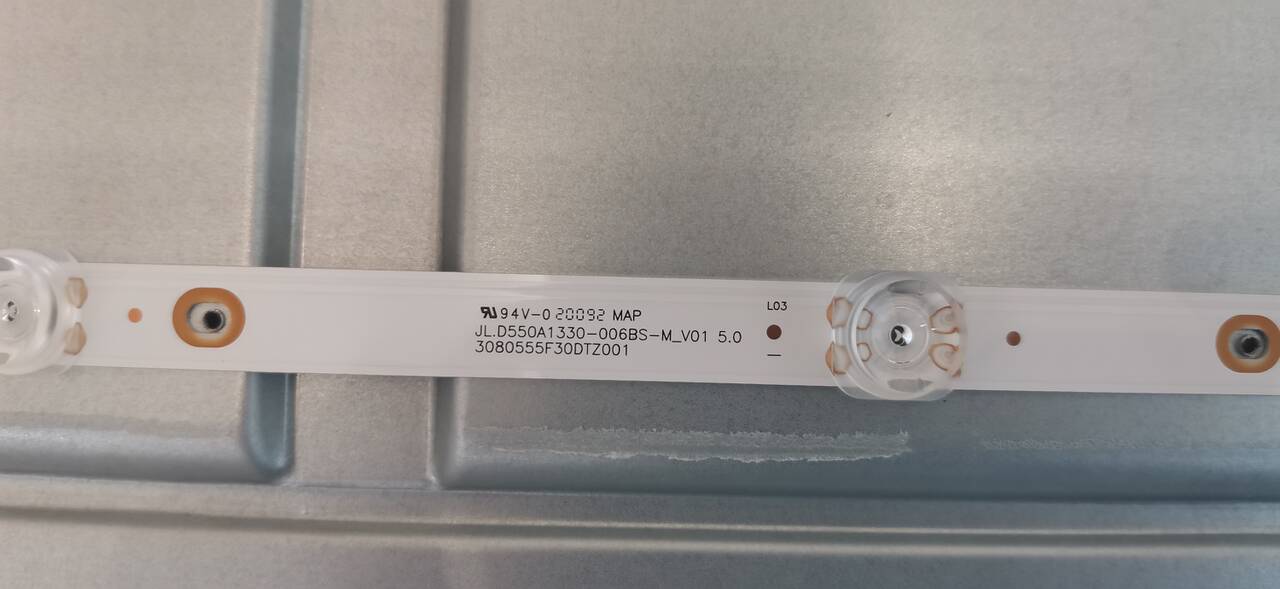 94V-0 20092 MAP
JL.D550A1330-006BS-M_V01 5.0
3080555F30DTZ001
L03